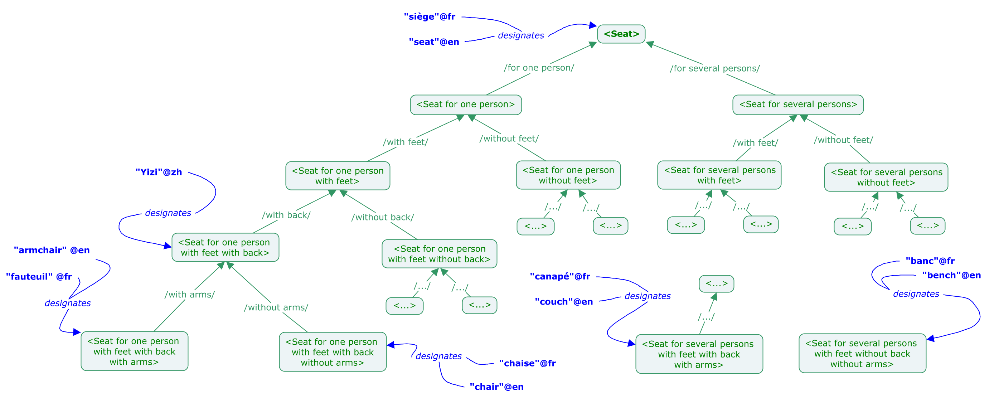 "siège"@fr
"seat"@en
designates
<Seat>
/for one person/
/for several persons/
<Seat for one person>
<Seat for several persons>
/with feet/
/without feet/
/with feet/
/without feet/
<Seat for one person
with feet>
<Seat for one person
without feet>
<Seat for several persons
with feet>
<Seat for several persons
without feet>
"Yizi"@zh
designates
/with back/
/without back/
/.../
/.../
/.../
/.../
/.../
/.../
<...>
<...>
<...>
<...>
<...>
<...>
<Seat for one person
with feet with back>
<Seat for one person
with feet without back>
"armchair" @en
"fauteuil" @fr
designates
/with arms/
/without arms/
/.../
/.../
<...>
<...>
"canapé"@fr
"couch"@en
designates
<...>
/.../
"banc"@fr
"bench"@en
designates
<Seat for one person
with feet with back
with arms>
<Seat for one person
with feet with back
without arms>
designates
"chaise"@fr
"chair"@en
<Seat for several persons
with feet with back
with arms>
<Seat for several persons
with feet without back
without arms>